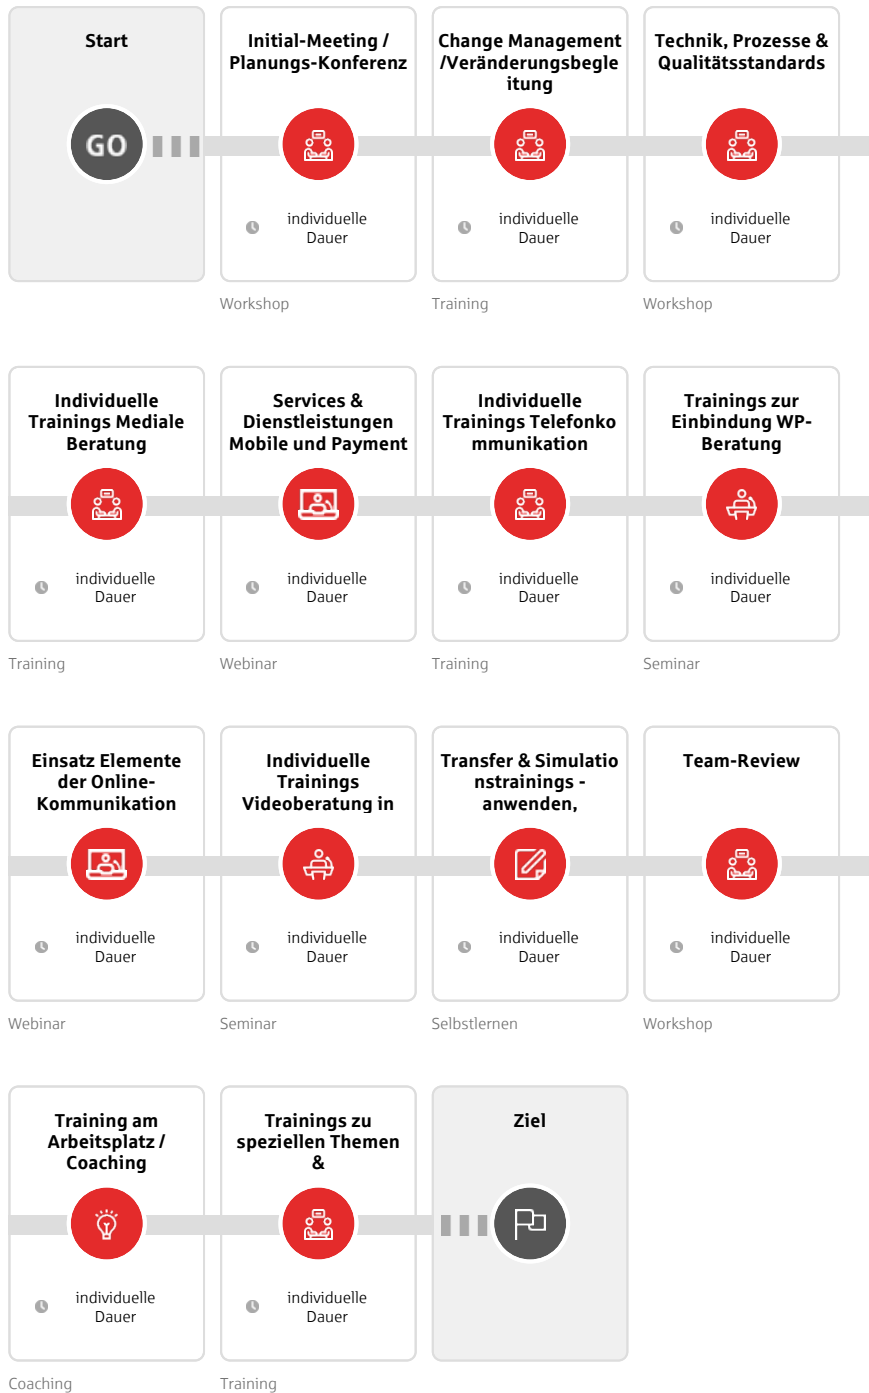 Start
GO
Initial-Meeting /
Planungs-Konferenz
individuelle
Dauer
Workshop
Change Management
/Veränderungsbegle
itung
individuelle
Dauer
Training
Technik, Prozesse &
Qualitätsstandards
individuelle
Dauer
Workshop
Individuelle
Trainings Mediale
Beratung
individuelle
Dauer
Training
Services &
Dienstleistungen
Mobile und Payment
individuelle
Dauer
Webinar
Individuelle
Trainings Telefonko
mmunikation
individuelle
Dauer
Training
Trainings zur
Einbindung WP-
Beratung
individuelle
Dauer
Seminar
Einsatz Elemente
der Online-
Kommunikation
individuelle
Dauer
Webinar
Individuelle
Trainings
Videoberatung in
individuelle
Dauer
Seminar
Transfer & Simulatio
nstrainings -
anwenden,
individuelle
Dauer
Selbstlernen
Team-Review
individuelle
Dauer
Workshop
Training am
Arbeitsplatz /
Coaching
individuelle
Dauer
Coaching
Trainings zu
speziellen Themen
&
individuelle
Dauer
Training
Ziel